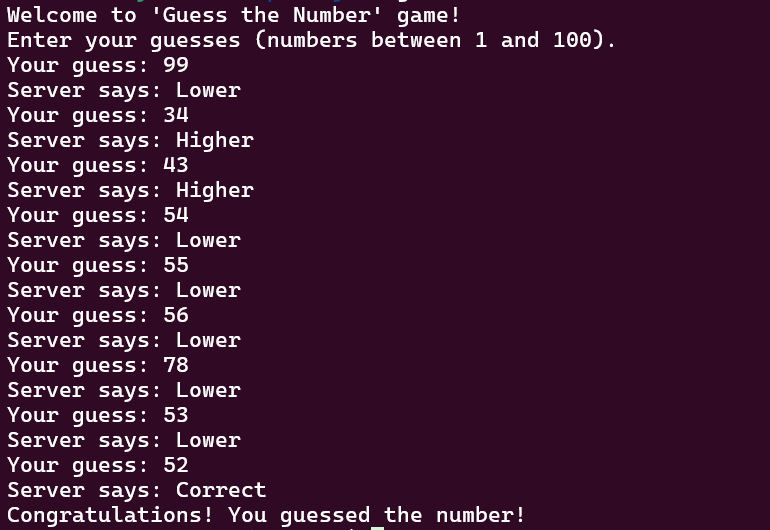 Welcome to 'Guess the Number' game!
Enter your guesses (numbers between 1 and 100).
Your guess: 99
Server says: Lower
Your guess: 34
Server says: Higher
Your guess: 43
Server says: Higher
Your guess: 54
Server says: Lower
Your guess: 55
Server says: Lower
Your guess: 56
Server says: Lower
Your guess: 78
Server says: Lower
Your guess: 53
Server says: Lower
Your guess: 52
Server says: Correct
Congratulations! You guessed the number!